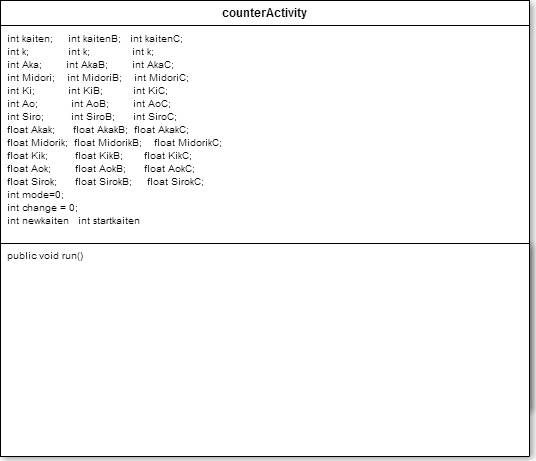 counterActivity
int kaiten; int kaitenB; int kaitenC;
int k; int k; int k;
int Aka; int AkaB; int AkaC;
int Midori; int MidoriB; int MidoriC;
int Ki; int KiB; int KiC;
int Ao; int AoB; int AoC;
int Siro; int SiroB; int SiroC;
float Akak; float AkakB; float AkakC;
float Midorik; float MidorikB; float MidorikC;
float Kik; float KikB; float KikC;
float Aok; float AokB; float AokC;
float Sirok; float SirokB; float SirokC;
int mode=0;
int change = 0;
int newkaiten int startkaiten
public void run()